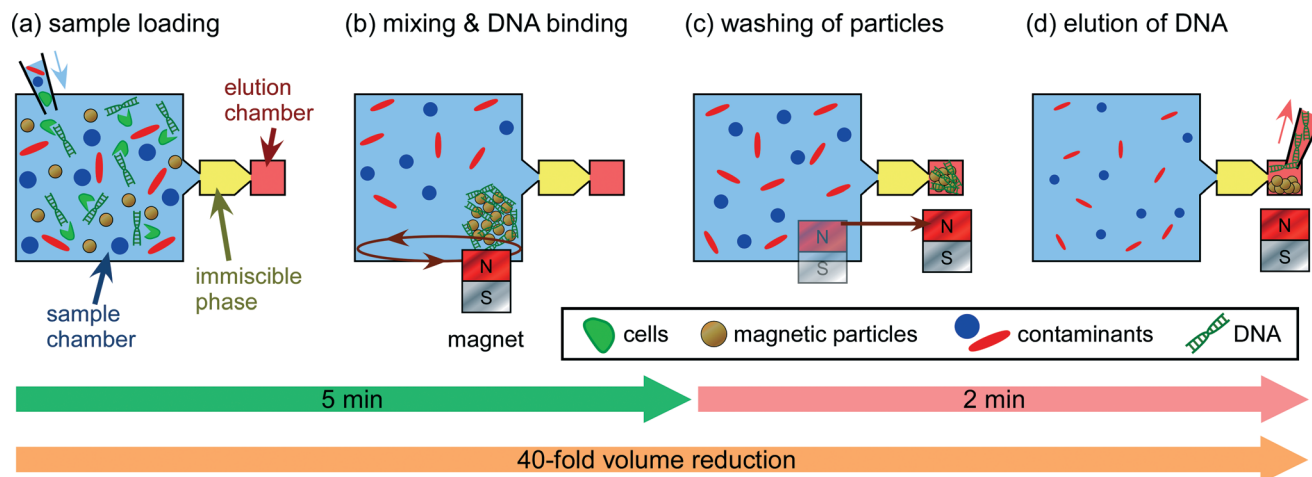 (a) sample loading
(b) mixing & DNA binding
(c) washing of particles
(d) elution of DNA
elution
chamber
immiscible
phase
sample
chamber
N
S
magnet
N
S
N
S
N
S
cells
magnetic particles
contaminants
DNA
5 min
2 min
40-fold volume reduction